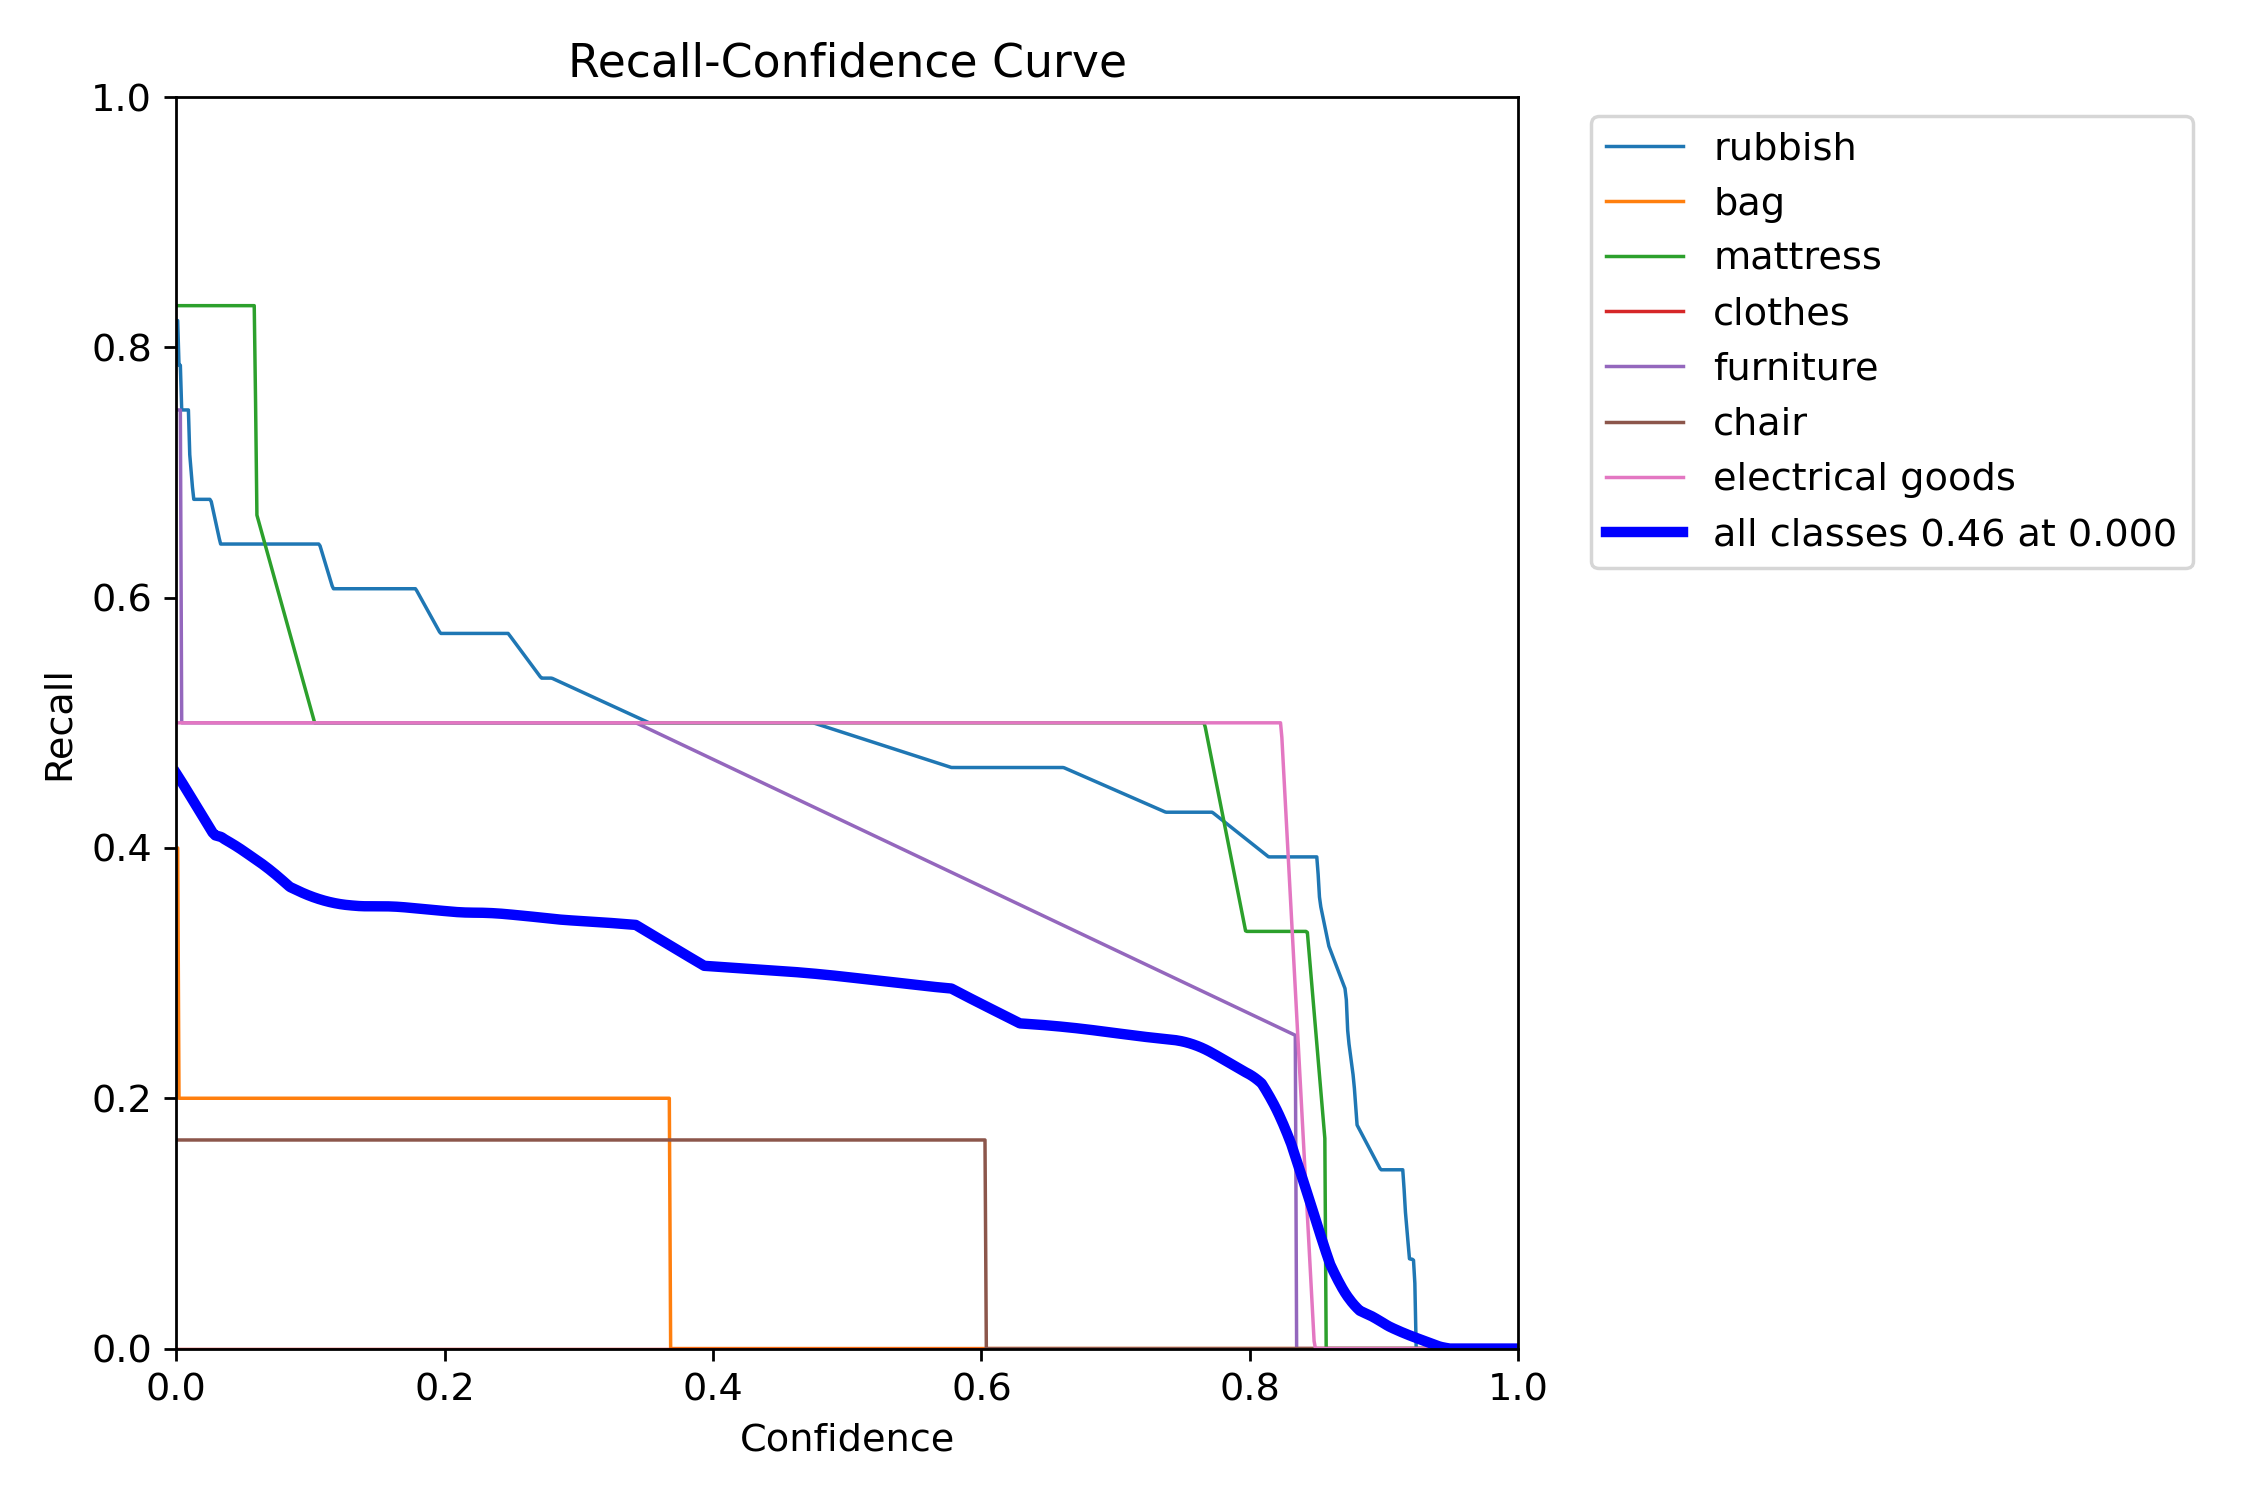 Recall-Confidence Curve
1.0
0.8
0.6
0.4
0.2
0.0
Recall
0.0 0.2 0.4 0.6 0.8 1.0
Confidence
rubbish
bag
mattress
clothes
furniture
chair
electrical goods
all classes 0.46 at 0.000